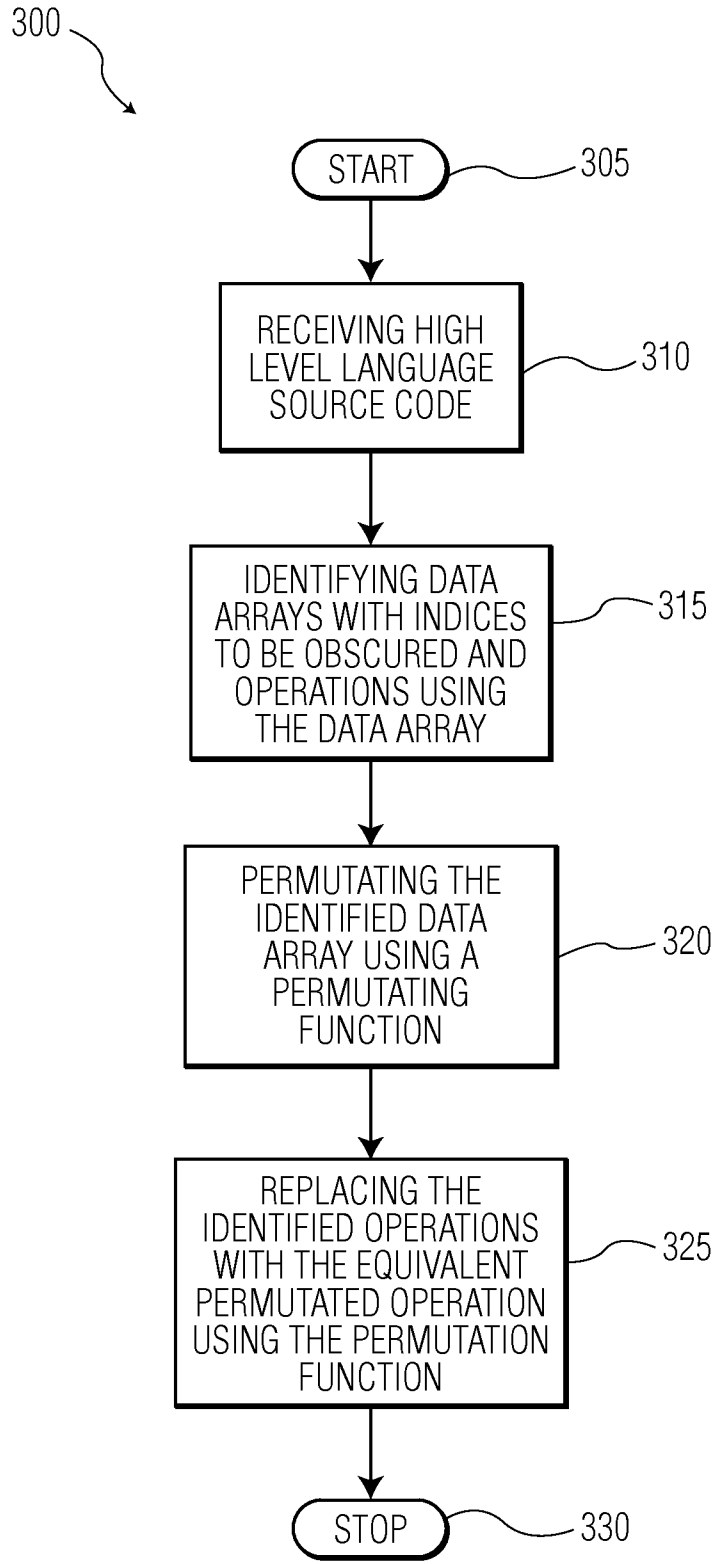 300
START
305
RECEIVING HIGH
LEVEL LANGUAGE
SOURCE CODE
310
IDENTIFYING DATA
ARRAYS WITH INDICES
TO BE OBSCURED AND
OPERATIONS USING
THE DATA ARRAY
315
PERMUTATING THE
IDENTIFIED DATA
ARRAY USING A
PERMUTATING
FUNCTION
320
REPLACING THE
IDENTIFIED OPERATIONS
WITH THE EQUIVALENT
PERMUTATED OPERATION
USING THE PERMUTATION
FUNCTION
325
STOP
330